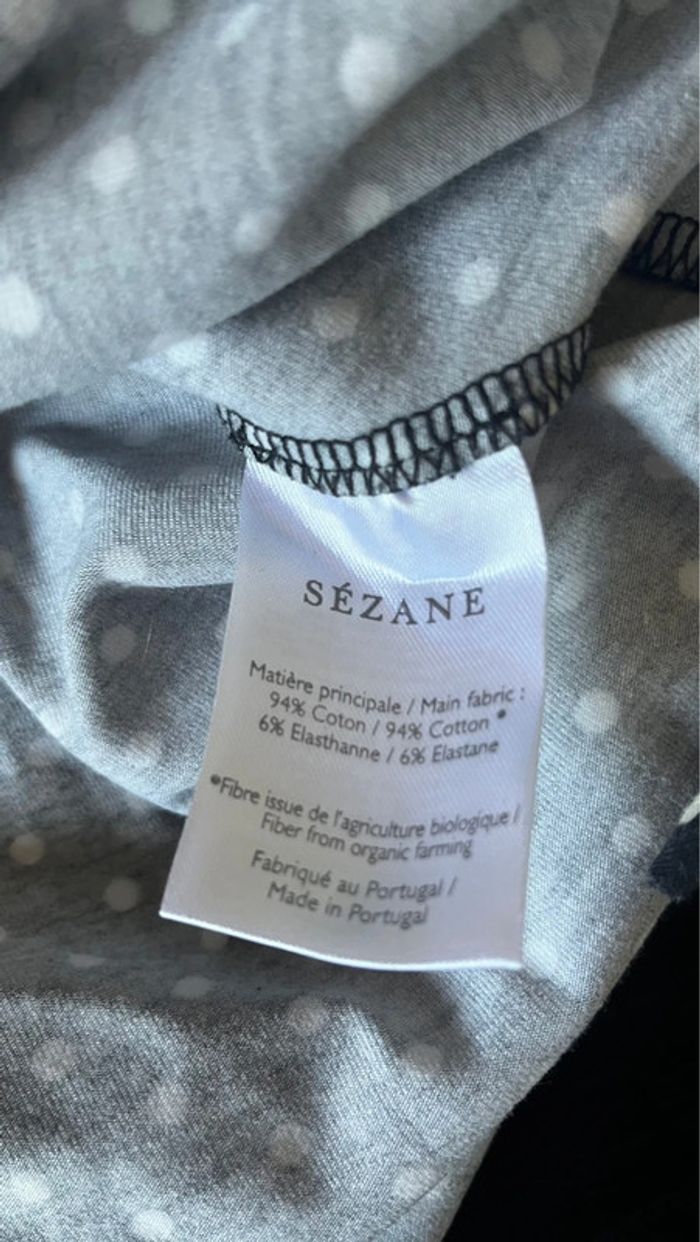 SÉZANE
Matière principale / Main fabric :
94% Coton / 94% Cotton *
6% Elasthanne / 6% Elastane
*Fibre issue de l'agriculture biologique /
Fiber from organic farming
Fabriqué au Portugal /
Made in Portugal